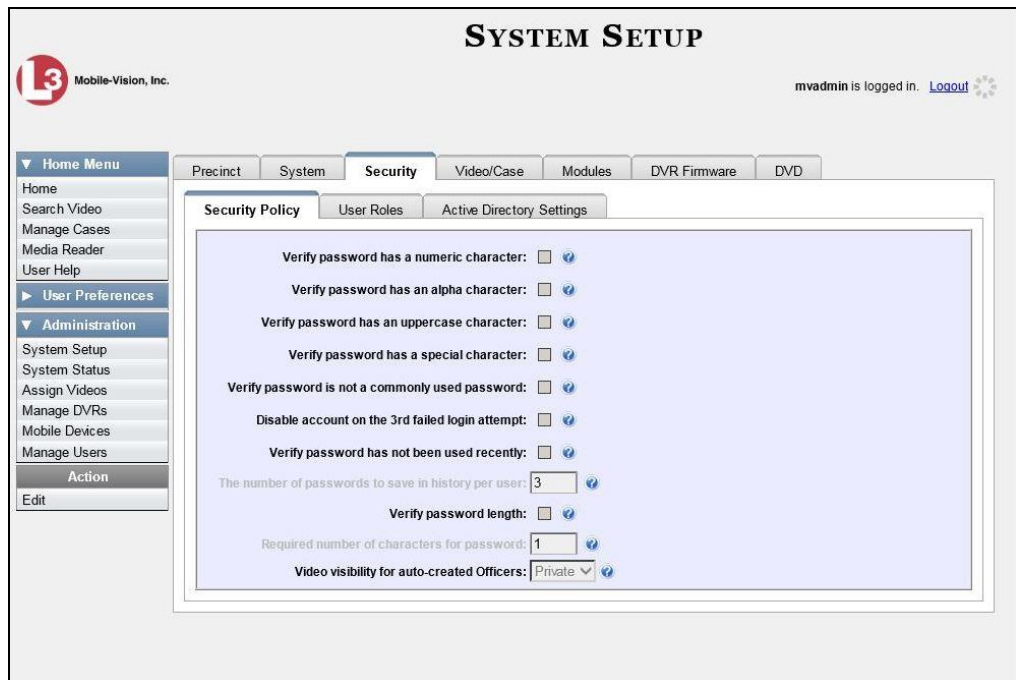 SYSTEM SETUP
L3 Mobile-Vision, Inc.
mvadmin is logged in. Logout
Home Menu
Home
Search Video
Manage Cases
Media Reader
User Help
User Preferences
Administration
System Setup
System Status
Assign Videos
Manage DVRs
Mobile Devices
Manage Users
Action
Edit
Precinct System Security Video/Case Modules DVR Firmware DVD
Security Policy User Roles Active Directory Settings
Verify password has a numeric character: ?
Verify password has an alpha character: ?
Verify password has an uppercase character: ?
Verify password has a special character: ?
Verify password is not a commonly used password: ?
Disable account on the 3rd failed login attempt: ?
Verify password has not been used recently: ?
The number of passwords to save in history per user: 3 ?
Verify password length: ?
Required number of characters for password: 1 ?
Video visibility for auto-created Officers: Private ?